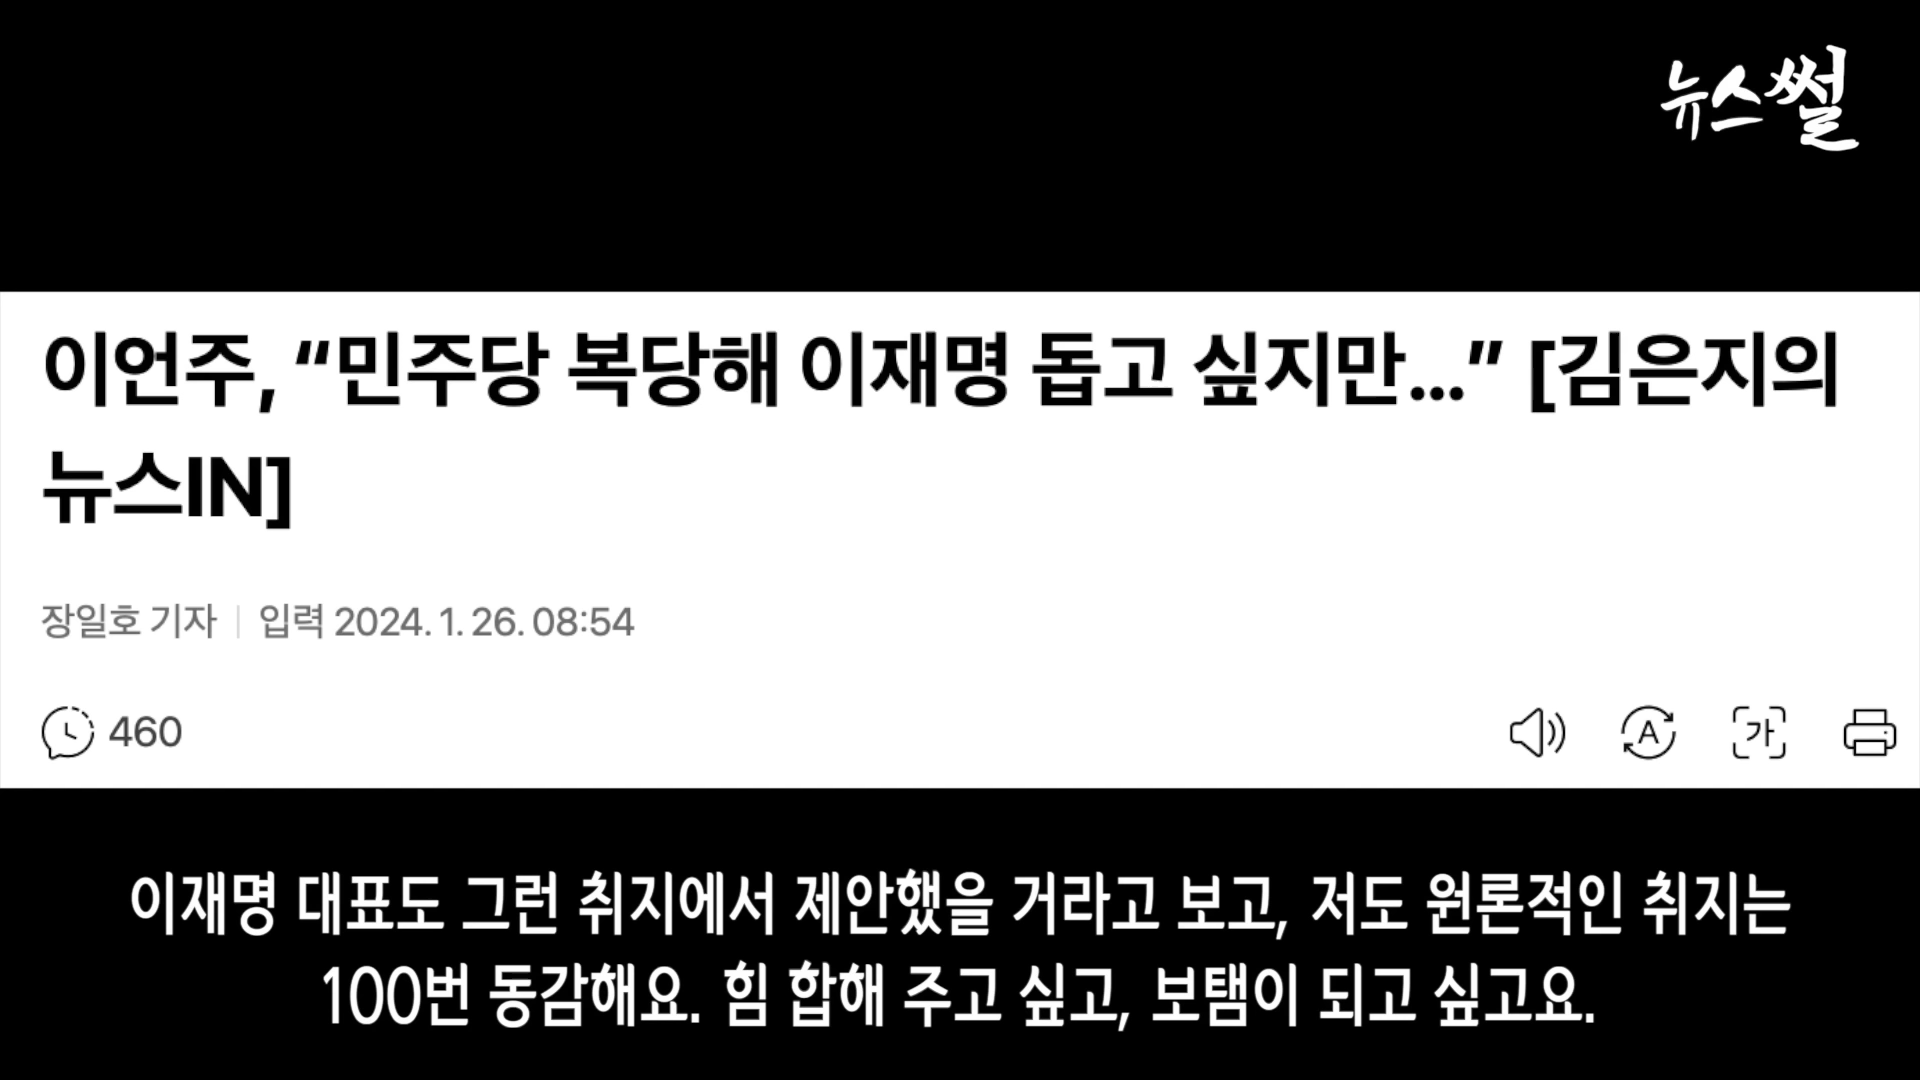 뉴스썰
이언주, “민주당 복당해 이재명 돕고 싶지만…” [김은지의
뉴스IN]
장일호 기자 | 입력 2024. 1. 26. 08:54
460
A
가
이재명 대표도 그런 취지에서 제안했을 거라고 보고, 저도 원론적인 취지는
100번 동감해요. 힘 합해 주고 싶고, 보탬이 되고 싶고요.